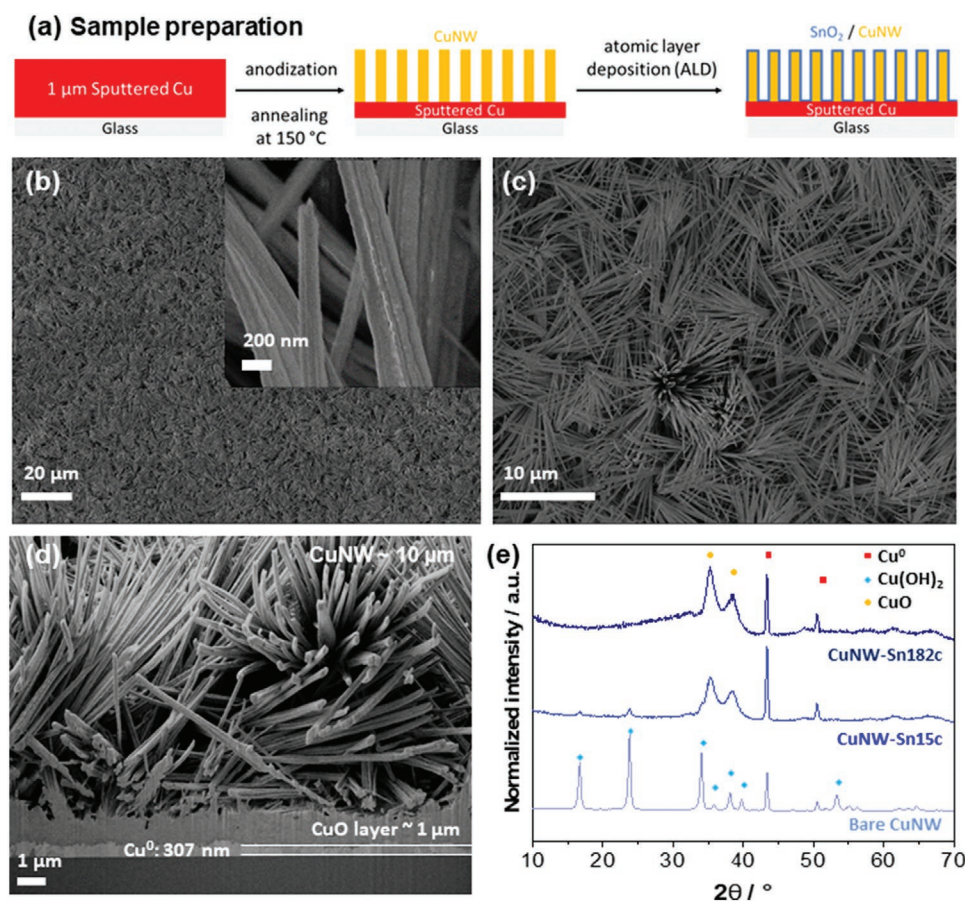 (a) Sample preparation
1 µm Sputtered Cu
Glass
anodization
annealing
at 150 °C
CuNW
Sputtered Cu
Glass
atomic layer
deposition (ALD)
SnO₂ / CuNW
Sputtered Cu
Glass
(b)
200 nm
20 µm
(c)
10 µm
(d)
CuNW ~ 10 µm
CuO layer ~ 1 µm
Cu⁰: 307 nm
1 µm
(e)
Cu⁰
Cu(OH)₂
CuO
CuNW-Sn182c
CuNW-Sn15c
Bare CuNW
Normalized intensity / a.u.
10 20 30 40 50 60 70
2θ / °